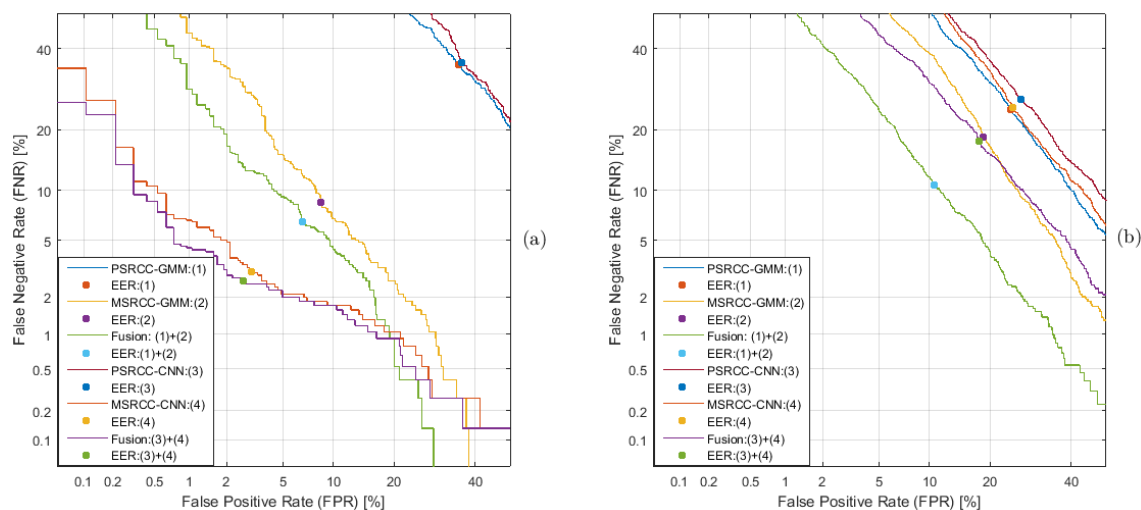 40
20
10
5
2
1
0.5
0.2
0.1
False Negative Rate (FNR) [%]
PSRCC-GMM:(1)
EER:(1)
MSRCC-GMM:(2)
EER:(2)
Fusion: (1)+(2)
EER:(1)+(2)
PSRCC-CNN:(3)
EER:(3)
MSRCC-CNN:(4)
EER:(4)
Fusion:(3)+(4)
EER:(3)+(4)
0.1 0.2 0.5 1 2 5 10 20 40
False Positive Rate (FPR) [%]
(a)
40
20
10
5
2
1
0.5
0.2
0.1
False Negative Rate (FNR) [%]
PSRCC-GMM:(1)
EER:(1)
MSRCC-GMM:(2)
EER:(2)
Fusion: (1)+(2)
EER:(1)+(2)
PSRCC-CNN:(3)
EER:(3)
MSRCC-CNN:(4)
EER:(4)
Fusion:(3)+(4)
EER:(3)+(4)
0.1 0.2 0.5 1 2 5 10 20 40
False Positive Rate (FPR) [%]
(b)